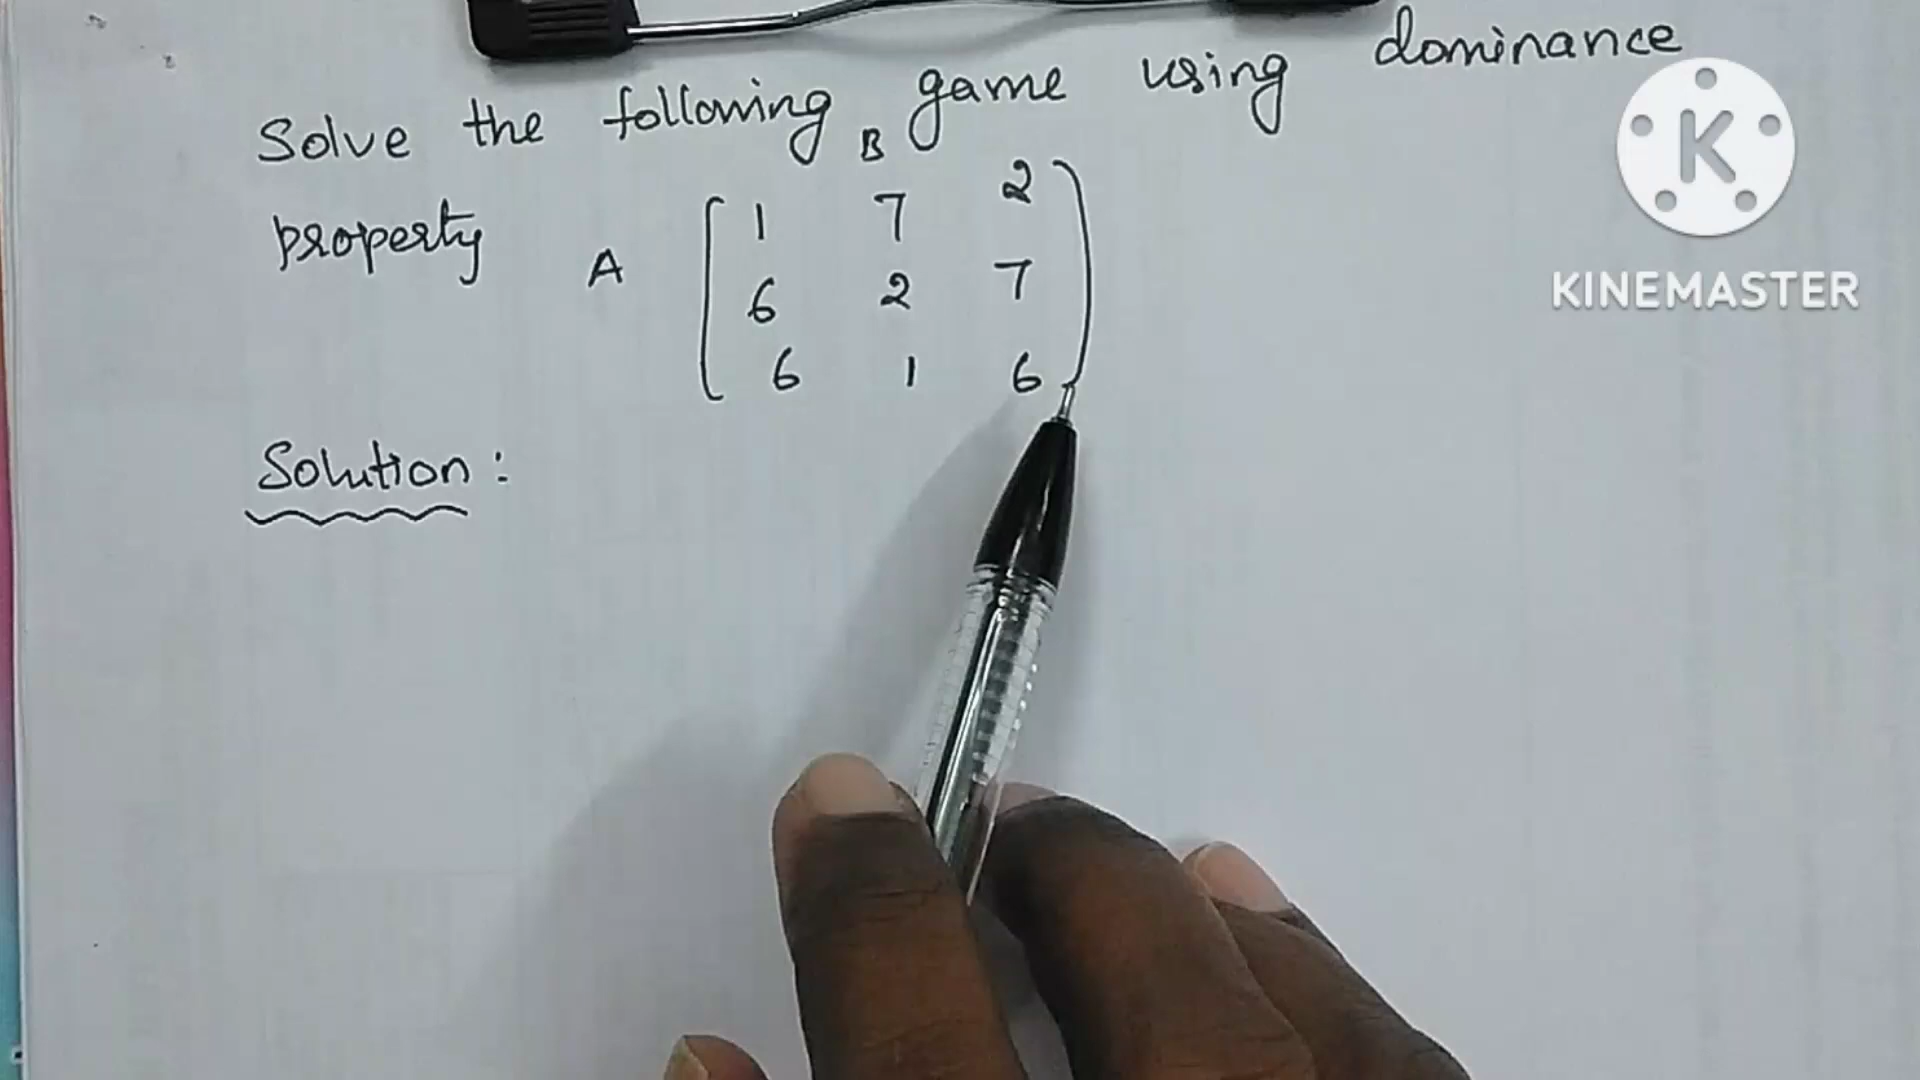 Solve the following game using dominance
property A B
1 7 2
6 2 7
6 1 6
Solution :
K
KINEMASTER